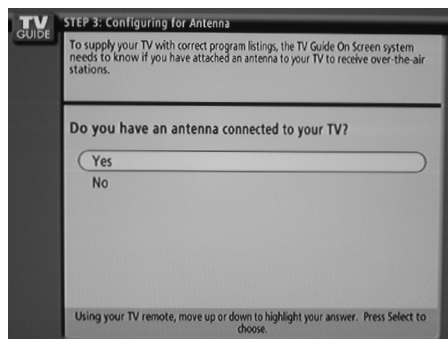 TV
GUIDE
STEP 3: Configuring for Antenna
To supply your TV with correct program listings, the TV Guide On Screen system
needs to know if you have attached an antenna to your TV to receive over-the-air
stations.
Do you have an antenna connected to your TV?
Yes
No
Using your TV remote, move up or down to highlight your answer. Press Select to
choose.